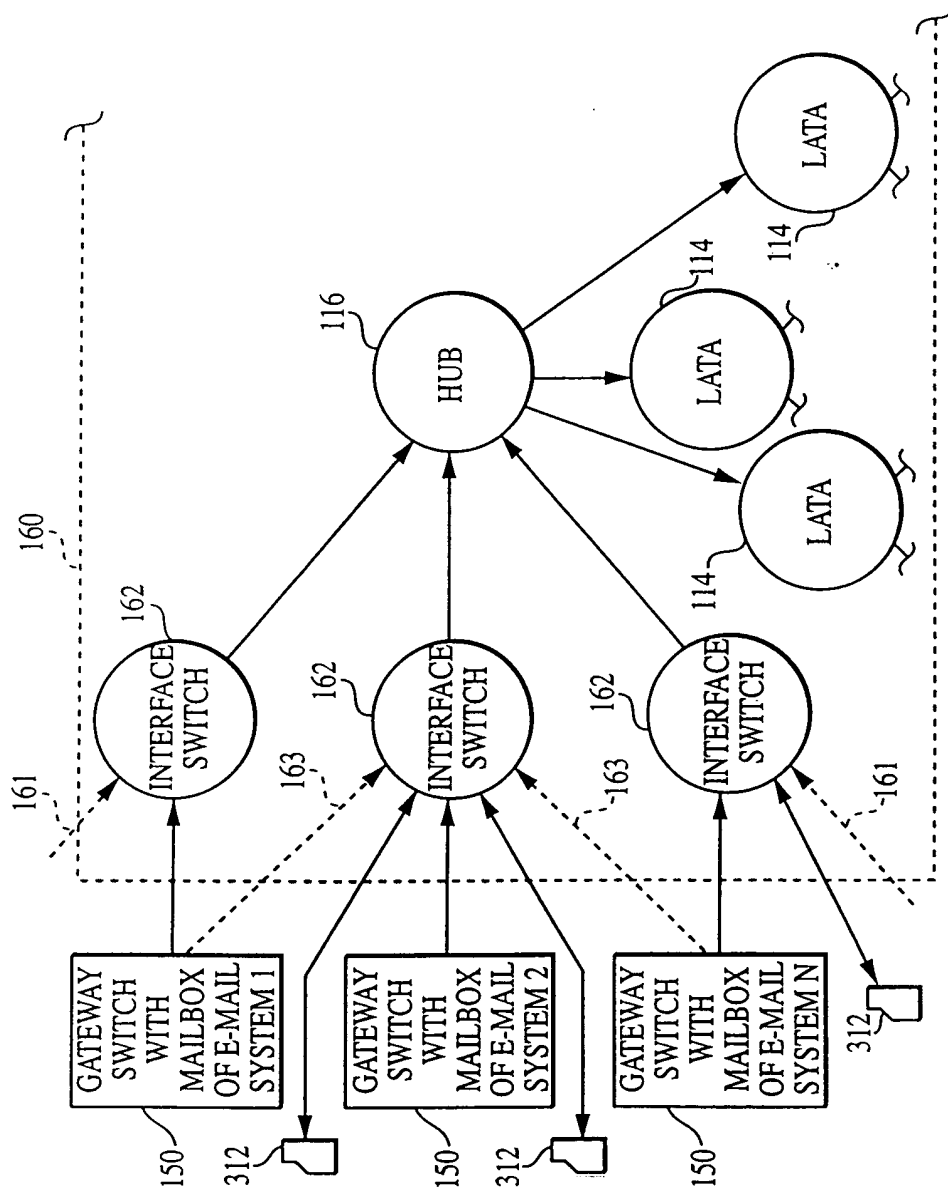 160
161
162
INTERFACE
SWITCH
GATEWAY
SWITCH
WITH
MAILBOX
OF E-MAIL
SYSTEM 1
150
312
163
162
INTERFACE
SWITCH
116
HUB
GATEWAY
SWITCH
WITH
MAILBOX
OF E-MAIL
SYSTEM 2
150
312
163
162
INTERFACE
SWITCH
161
GATEWAY
SWITCH
WITH
MAILBOX
OF E-MAIL
SYSTEM N
150
312
114
LATA
114
LATA
114
LATA